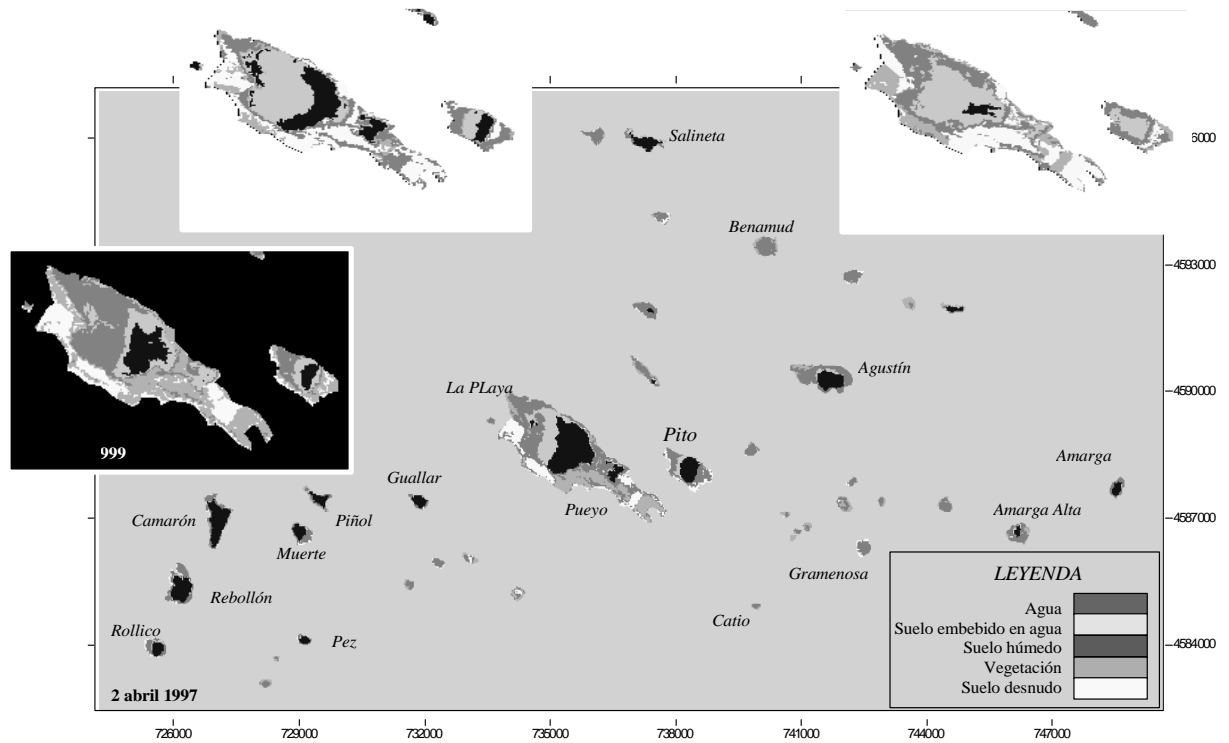 Salineta
6000
Benamud
4593000
Agustín
La PLaya
4590000
Pito
999
Guallar
Amarga
Camarón
Piñol
Pueyo
Amarga Alta
4587000
Muerte
Gramenosa
LEYENDA
Agua
Suelo embebido en agua
Suelo húmedo
Vegetación
Suelo desnudo
Rebollón
Catio
Rollico
Pez
4584000
2 abril 1997
726000 729000 732000 735000 738000 741000 744000 747000